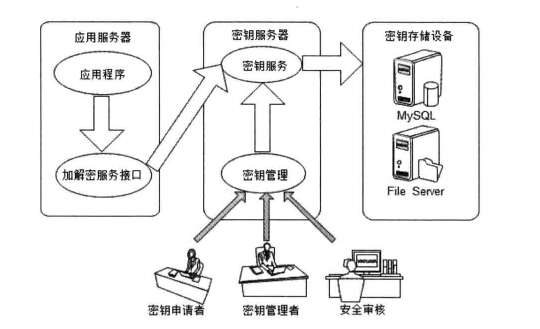 应用服务器
应用程序
加解密服务接口
密钥服务器
密钥服务
密钥管理
密钥存储设备
MySQL
File Server
密钥申请者
密钥管理者
安全审核